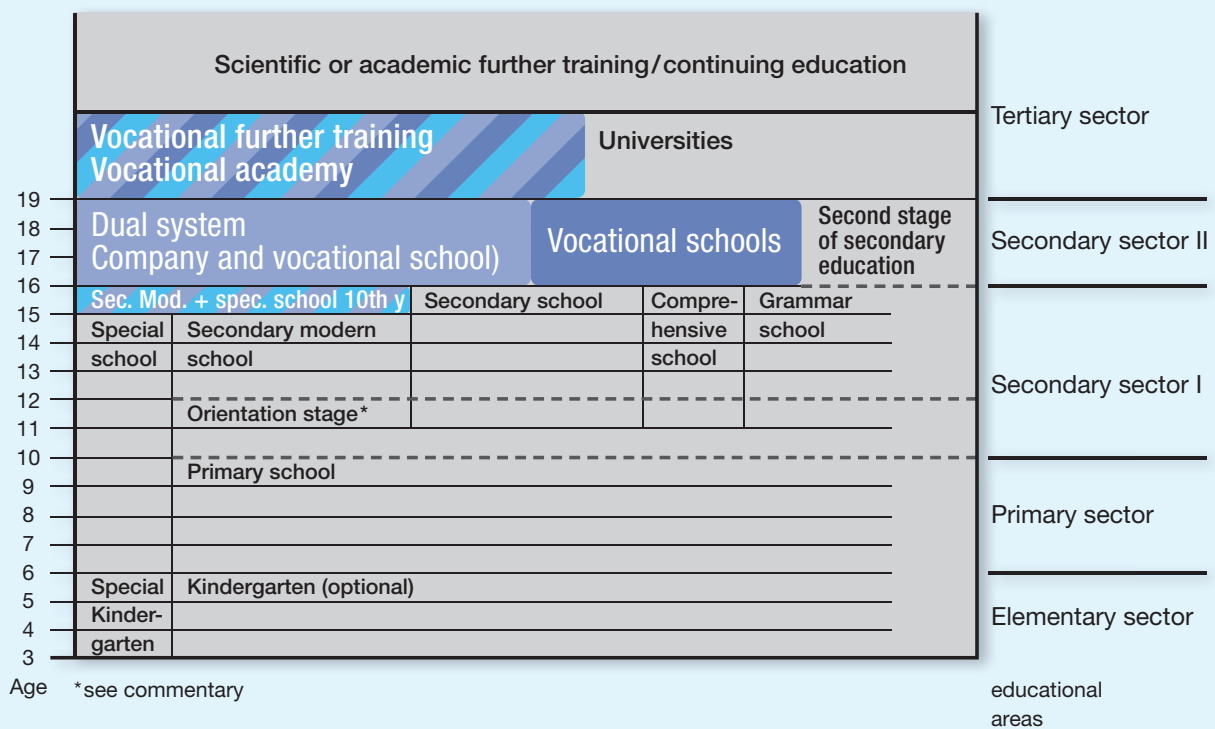 Scientific or academic further training/continuing education
Tertiary sector
Vocational further training
Vocational academy
Universities
19
18
17
16
15
14
13
12
11
10
9
8
7
6
5
4
3
Age
Dual system
Company and vocational school)
Vocational schools
Second stage
of secondary
education
Secondary sector II
Sec. Mod. + spec. school 10th y
Secondary school
Compre-
hensive
school
Grammar
school
Special
school
Secondary modern
school
Secondary sector I
Orientation stage*
Primary school
Primary sector
Special
Kinder-
garten
Kindergarten (optional)
Elementary sector
*see commentary
educational
areas